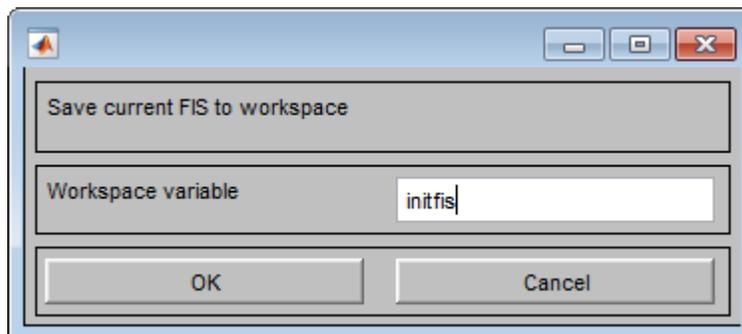 Save current FIS to workspace
Workspace variable
initfis
OK
Cancel